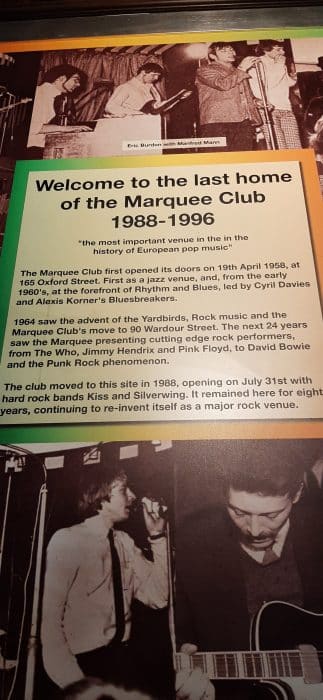 Eric Burdon with Manfred Mann
Welcome to the last home
of the Marquee Club
1988-1996
"the most important venue in the in the
history of European pop music"
The Marquee Club first opened its doors on 19th April 1958, at
165 Oxford Street. First as a jazz venue, and, from the early
1960's, at the forefront of Rhythm and Blues, led by Cyril Davies
and Alexis Korner's Bluesbreakers.
1964 saw the advent of the Yardbirds, Rock music and the
Marquee Club's move to 90 Wardour Street. The next 24 years
saw the Marquee presenting cutting edge rock performers,
from The Who, Jimmy Hendrix and Pink Floyd, to David Bowie
and the Punk Rock phenomenon.
The club moved to this site in 1988, opening on July 31st with
hard rock bands Kiss and Silverwing. It remained here for eight
years, continuing to re-invent itself as a major rock venue.